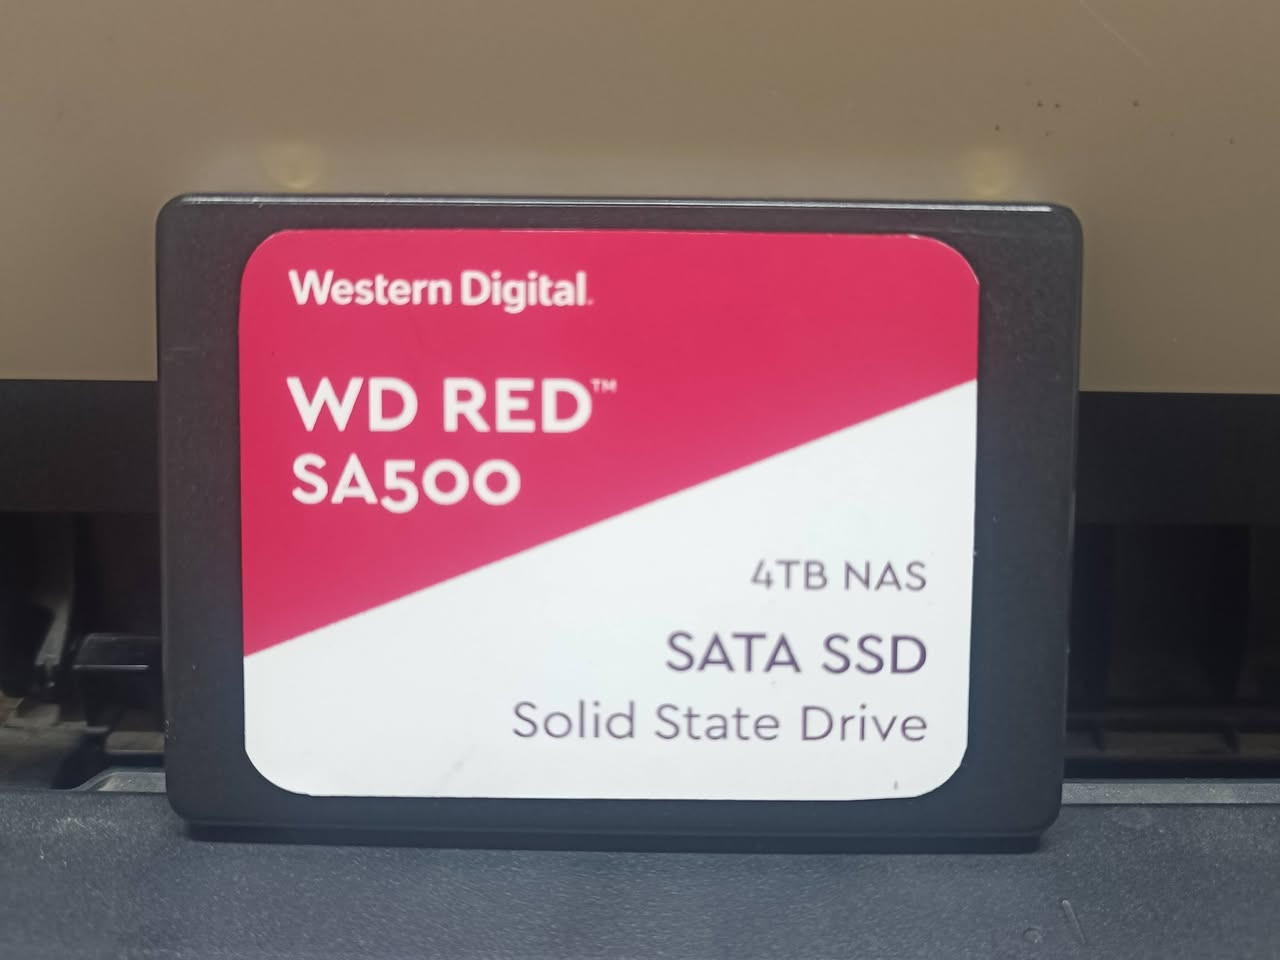 Western Digital.
WD RED™
SA500
4TB NAS
SATA SSD
Solid State Drive